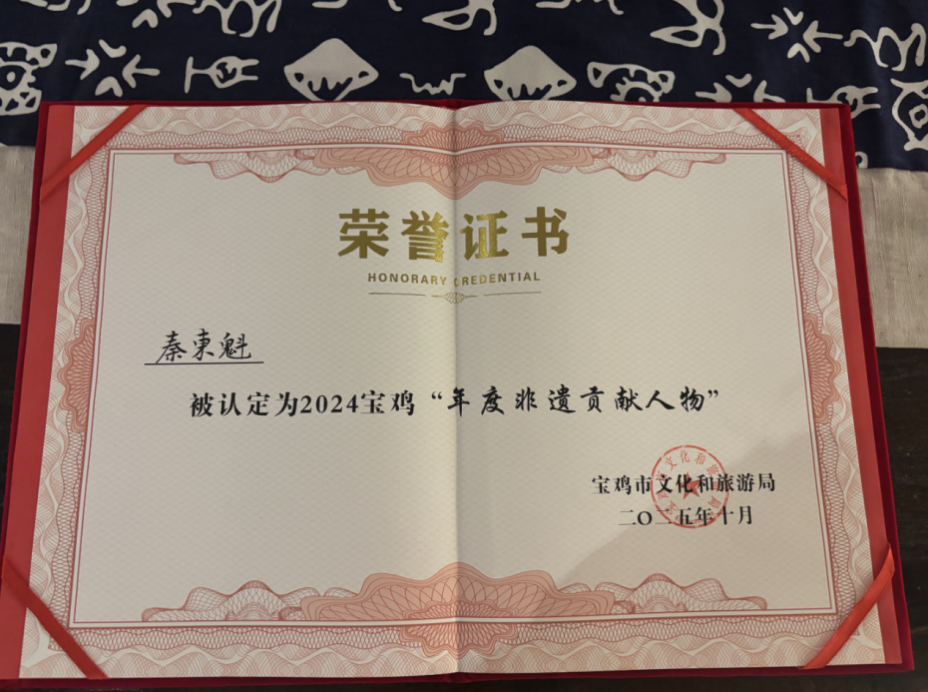 荣誉证书
HONORARY CREDENTIAL
秦東魁
被认定为2024宝鸡“年度非遗贡献人物”
宝鸡市文化和旅游局
二〇二五年十月